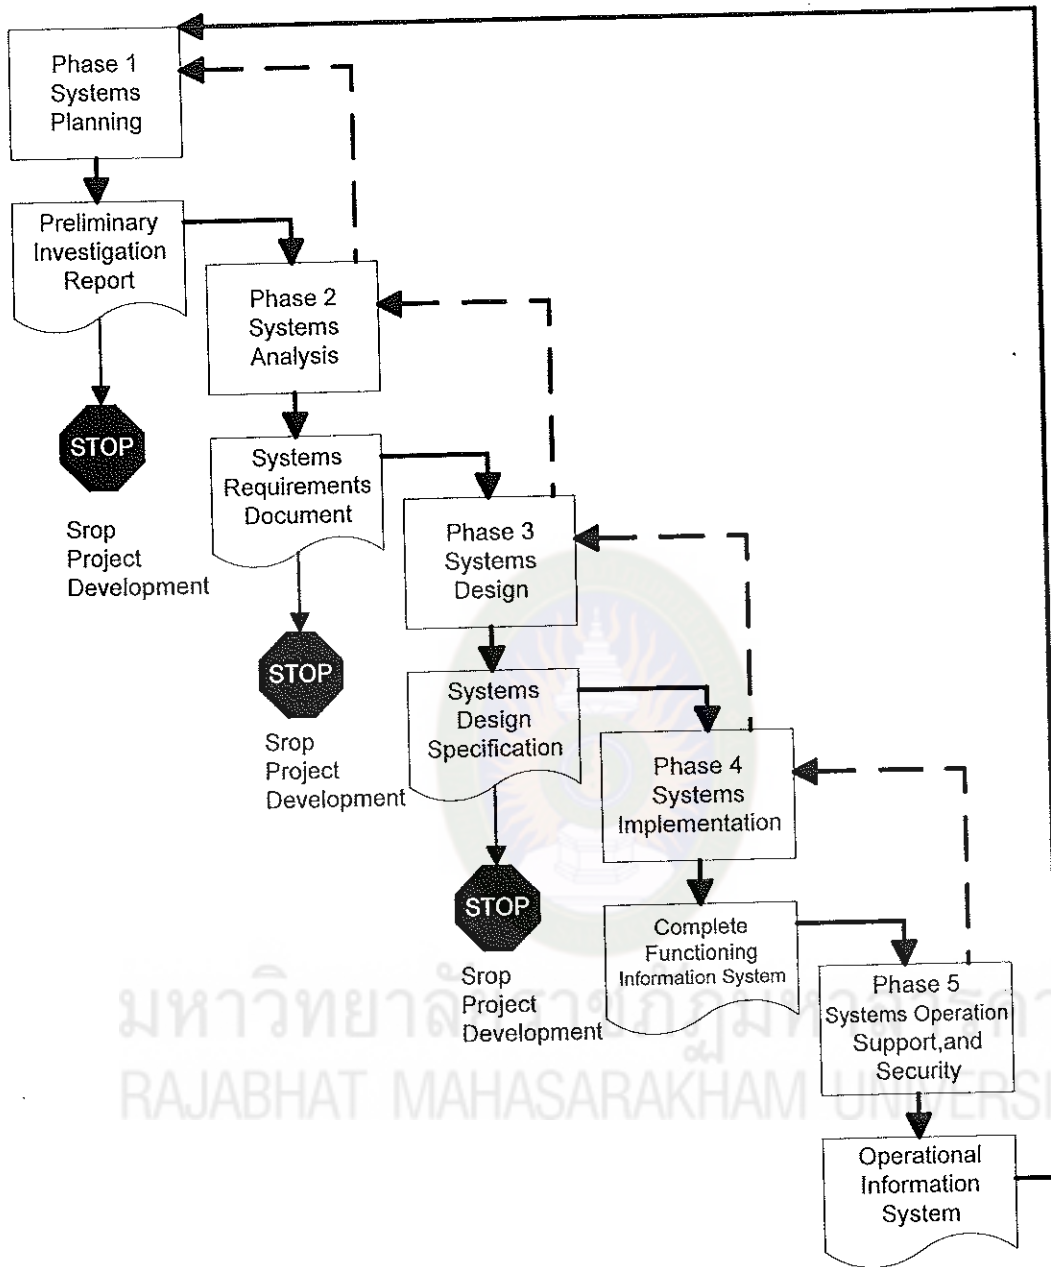 Phase 1
Systems
Planning
Preliminary
Investigation
Report
STOP
Srop
Project
Development
Phase 2
Systems
Analysis
Systems
Requirements
Document
STOP
Srop
Project
Development
Phase 3
Systems
Design
Systems
Design
Specification
STOP
Srop
Project
Development
Phase 4
Systems
Implementation
Complete
Functioning
Information System
Phase 5
Systems Operation
Support,and
Security
Operational
Information
System
RAJABHAT MAHASARAKHAM UNIVERSI